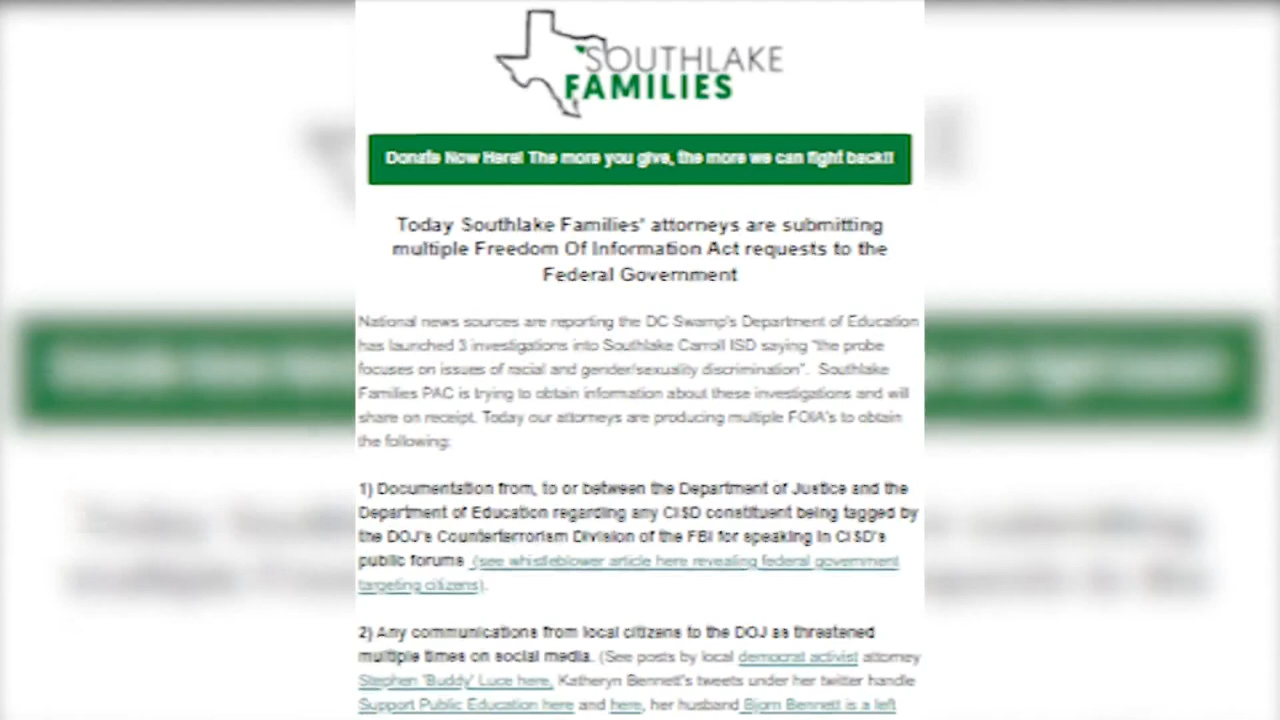 SOUTHLAKE
FAMILIES
Donate Now Here! The more you give, the more we can fight back!!
Today Southlake Families' attorneys are submitting
multiple Freedom Of Information Act requests to the
Federal Government
National news sources are reporting the DC Swamp's Department of Education
has launched 3 investigations into Southlake Carroll ISD saying "the probe
focuses on issues of racial and gender/sexuality discrimination". Southlake
Families PAC is trying to obtain information about these investigations and will
share on receipt. Today our attorneys are producing multiple FOIA's to obtain
the following:
1) Documentation from, to or between the Department of Justice and the
Department of Education regarding any CISD constituent being tagged by
the DOJ's Counterterrorism Division of the FBI for speaking in CISD's
public forums (see whistleblower article here revealing federal government
targeting citizens).
2) Any communications from local citizens to the DOJ as threatened
multiple times on social media. (See posts by local democrat activist attorney
Stephen 'Buddy' Luce here, Katheryn Bennett's tweets under her twitter handle
Support Public Education here and here, her husband Bjorn Bennett is a left